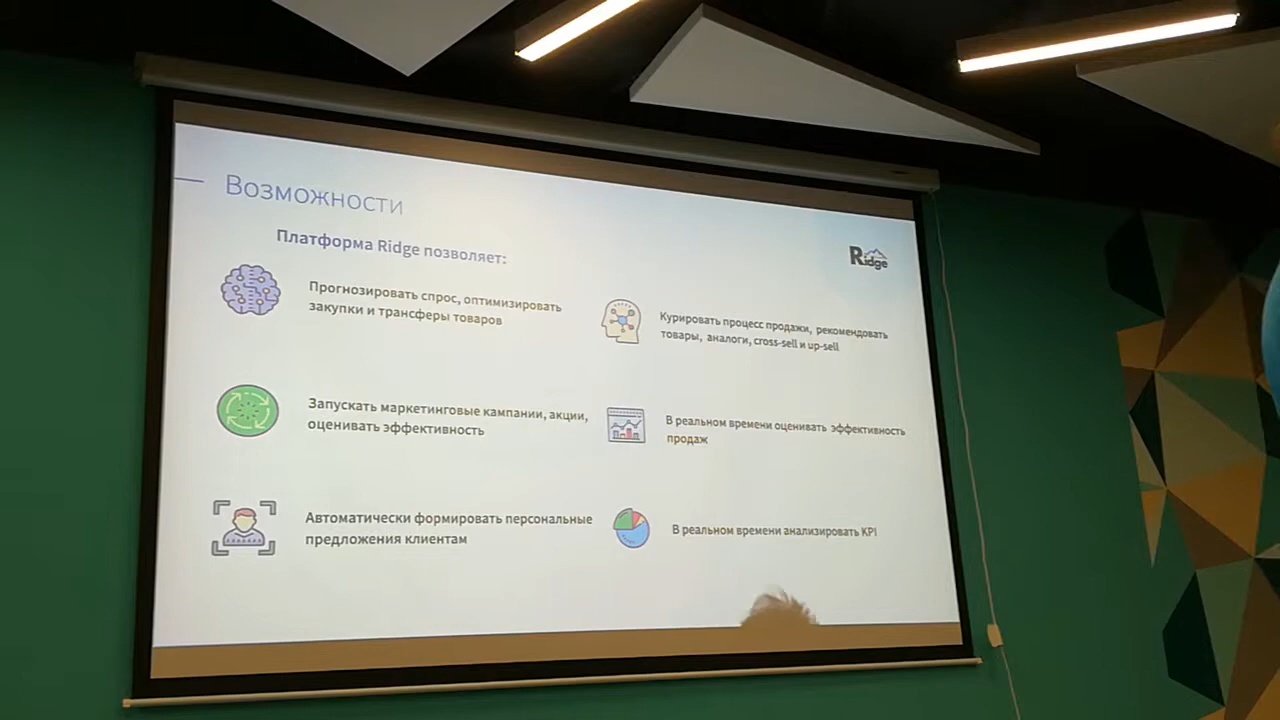 Возможности
Платформа Ridge позволяет:
Ridge
Прогнозировать спрос, оптимизировать
закупки и трансферы товаров
Курировать процесс продажи, рекомендовать
товары, аналоги, cross-sell и up-sell
Запускать маркетинговые кампании, акции,
оценивать эффективность
В реальном времени оценивать эффективность
продаж
Автоматически формировать персональные
предложения клиентам
В реальном времени анализировать KPI